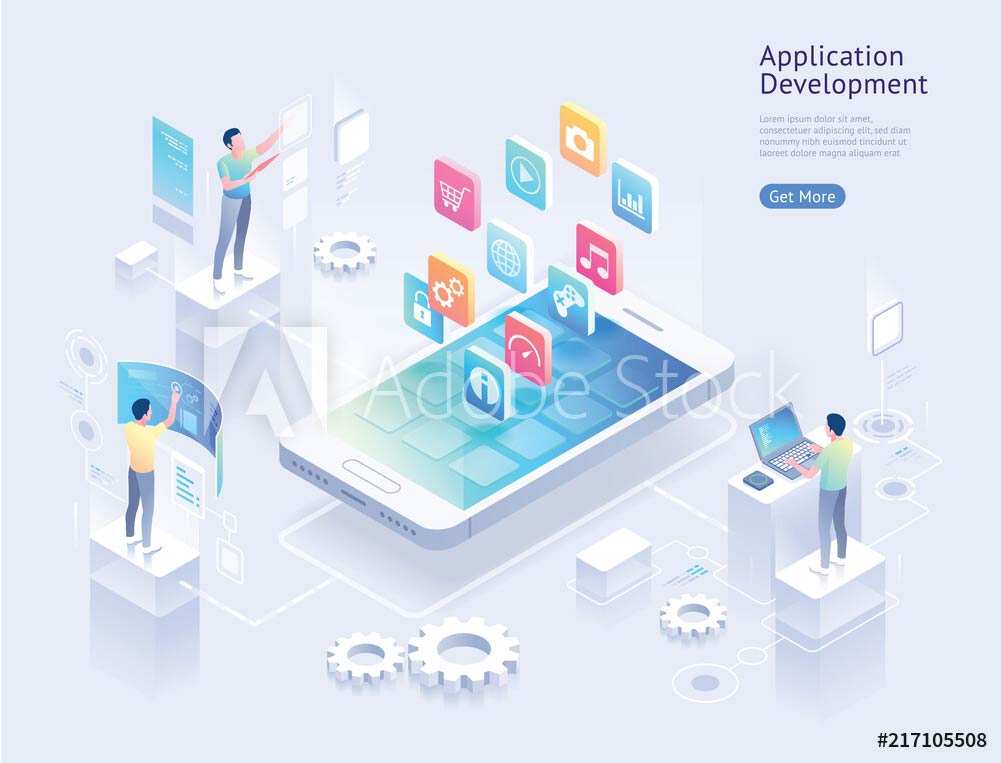 Application
Development
Lorem ipsum dolor sit amet,
consectetuer adipiscing elit,sed diam
nonummy nibh euismod tincidunt ut
laoreet dolore magna aliquam erat
Get More
Adobe Stock
#217105508